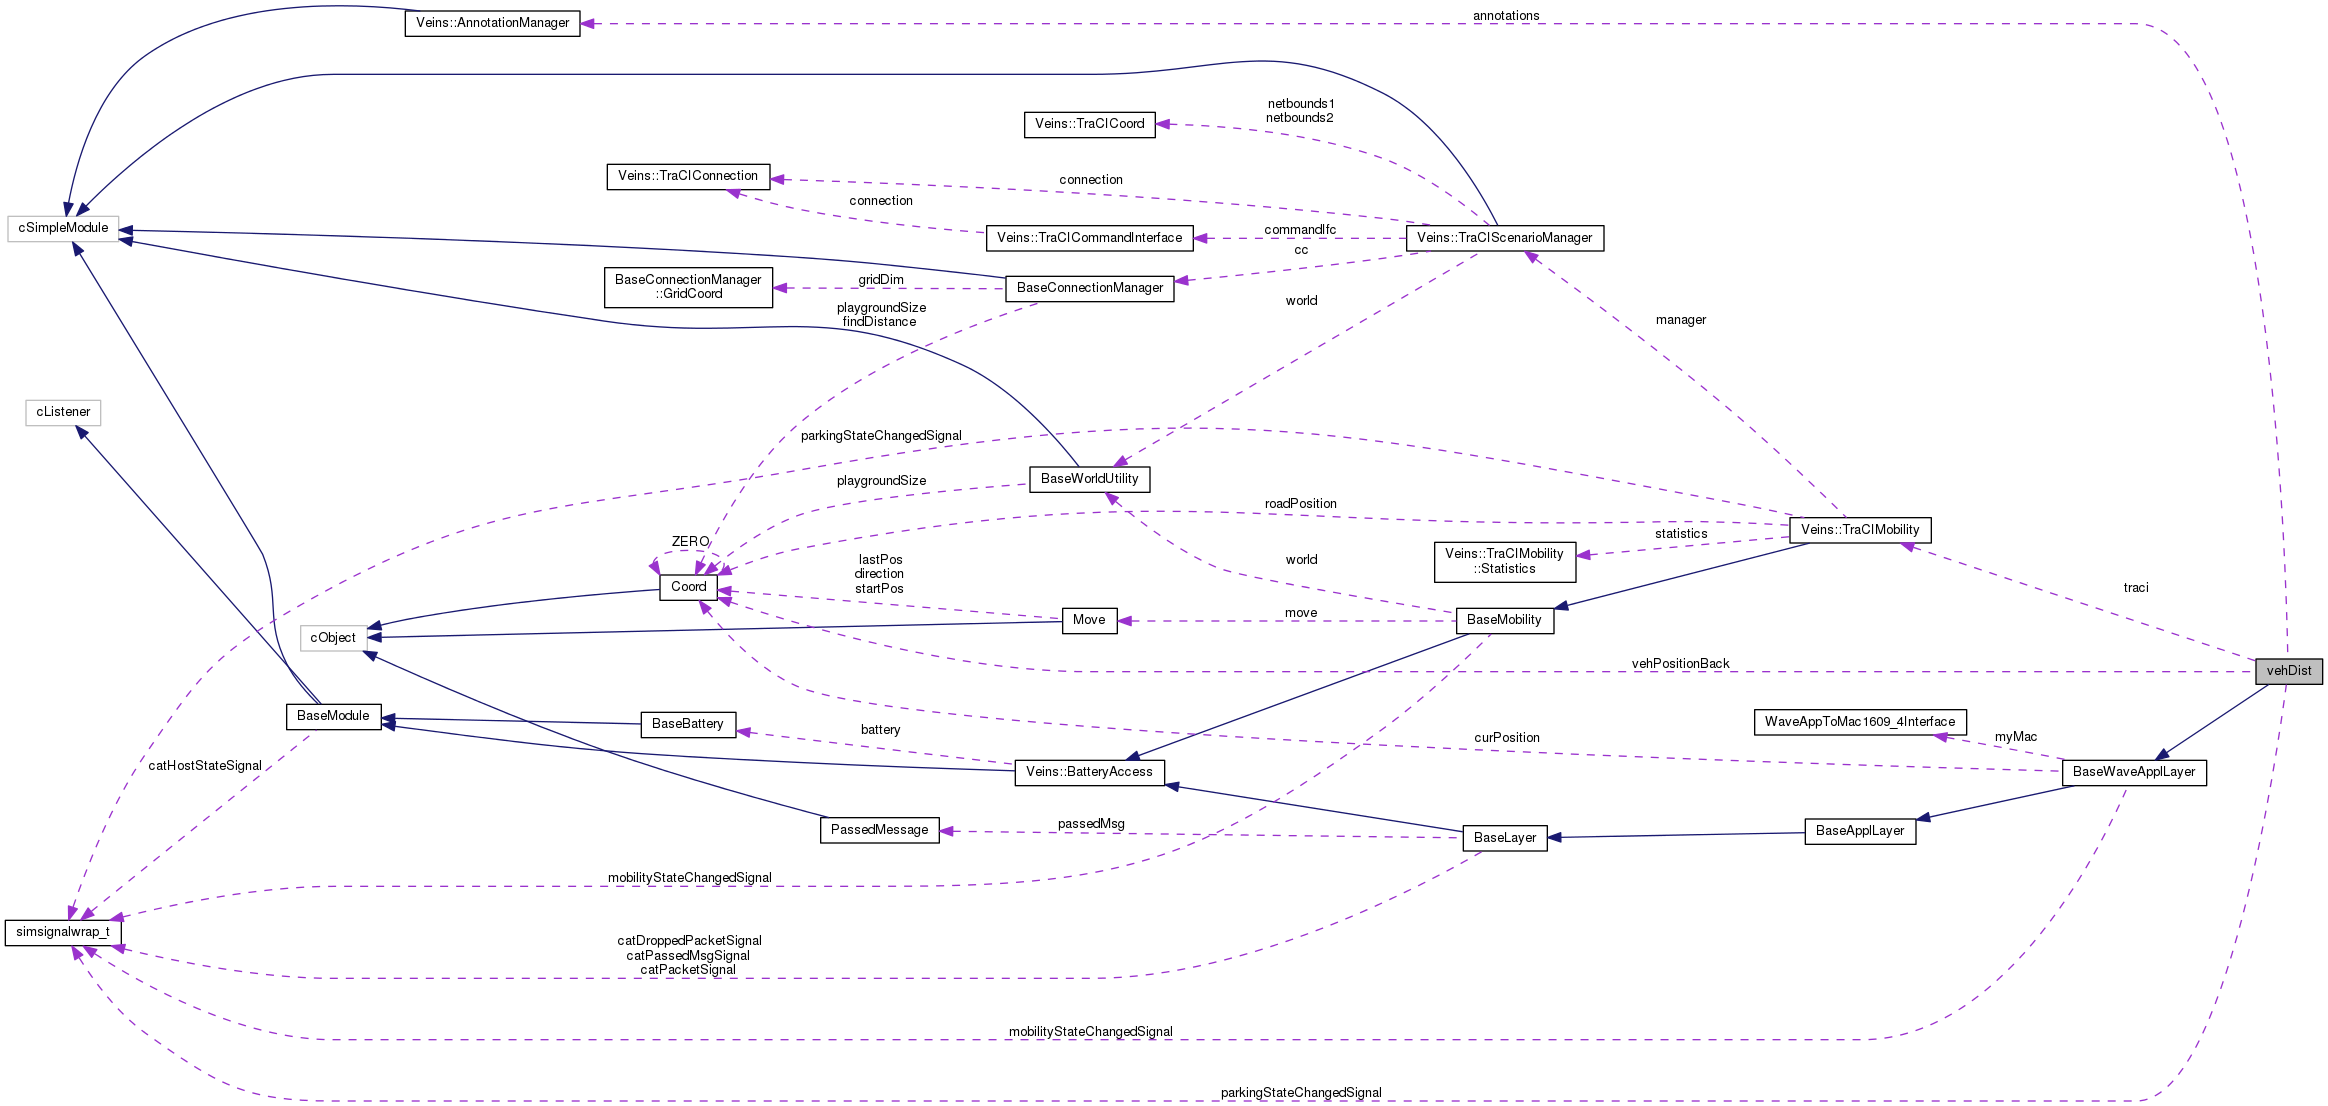 annotations
Veins::AnnotationManager
netbounds1
netbounds2
Veins::TraCICoord
Veins::TraCIConnection
connection
connection
cSimpleModule
Veins::TraCICommandInterface
commandIfc
Veins::TraCIScenarioManager
cc
BaseConnectionManager
::GridCoord
gridDim
BaseConnectionManager
world
playgroundSize
findDistance
manager
cListener
parkingStateChangedSignal
BaseWorldUtility
playgroundSize
roadPosition
Veins::TraCIMobility
statistics
Veins::TraCIMobility
::Statistics
ZERO
lastPos
direction
startPos
world
Coord
traci
cObject
Move
move
BaseMobility
vehPositionBack
vehDist
BaseModule
BaseBattery
battery
WaveAppToMac1609_4Interface
myMac
curPosition
catHostStateSignal
Veins::BatteryAccess
BaseWaveApplLayer
PassedMessage
passedMsg
BaseLayer
BaseApplLayer
mobilityStateChangedSignal
simsignalwrap_t
catDroppedPacketSignal
catPassedMsgSignal
catPacketSignal
mobilityStateChangedSignal
parkingStateChangedSignal